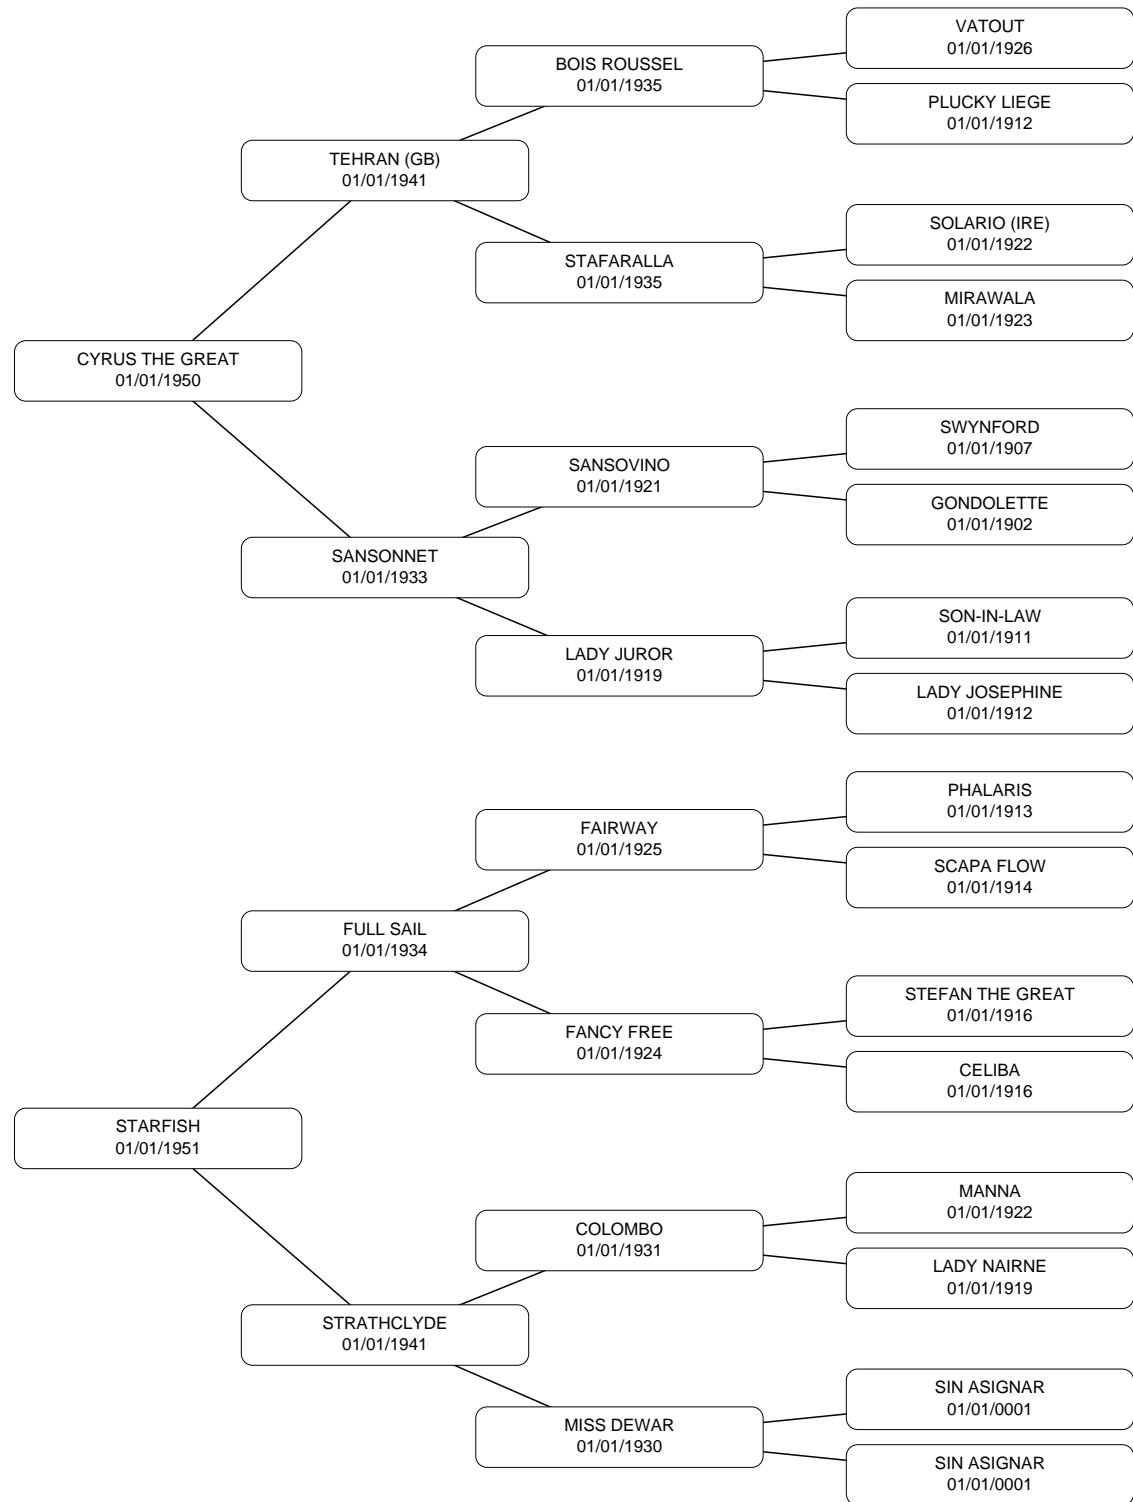 VATOUT
01/01/1926
BOIS ROUSSEL
01/01/1935
PLUCKY LIEGE
01/01/1912
TEHRAN (GB)
01/01/1941
SOLARIO (IRE)
01/01/1922
STAFARALLA
01/01/1935
MIRAWALA
01/01/1923
CYRUS THE GREAT
01/01/1950
SWYNFORD
01/01/1907
SANSOVINO
01/01/1921
GONDOLETTE
01/01/1902
SANSONNET
01/01/1933
SON-IN-LAW
01/01/1911
LADY JUROR
01/01/1919
LADY JOSEPHINE
01/01/1912
PHALARIS
01/01/1913
FAIRWAY
01/01/1925
SCAPA FLOW
01/01/1914
FULL SAIL
01/01/1934
STEFAN THE GREAT
01/01/1916
FANCY FREE
01/01/1924
CELIBA
01/01/1916
STARFISH
01/01/1951
MANNA
01/01/1922
COLOMBO
01/01/1931
LADY NAIRNE
01/01/1919
STRATHCLYDE
01/01/1941
SIN ASIGNAR
01/01/0001
MISS DEWAR
01/01/1930
SIN ASIGNAR
01/01/0001